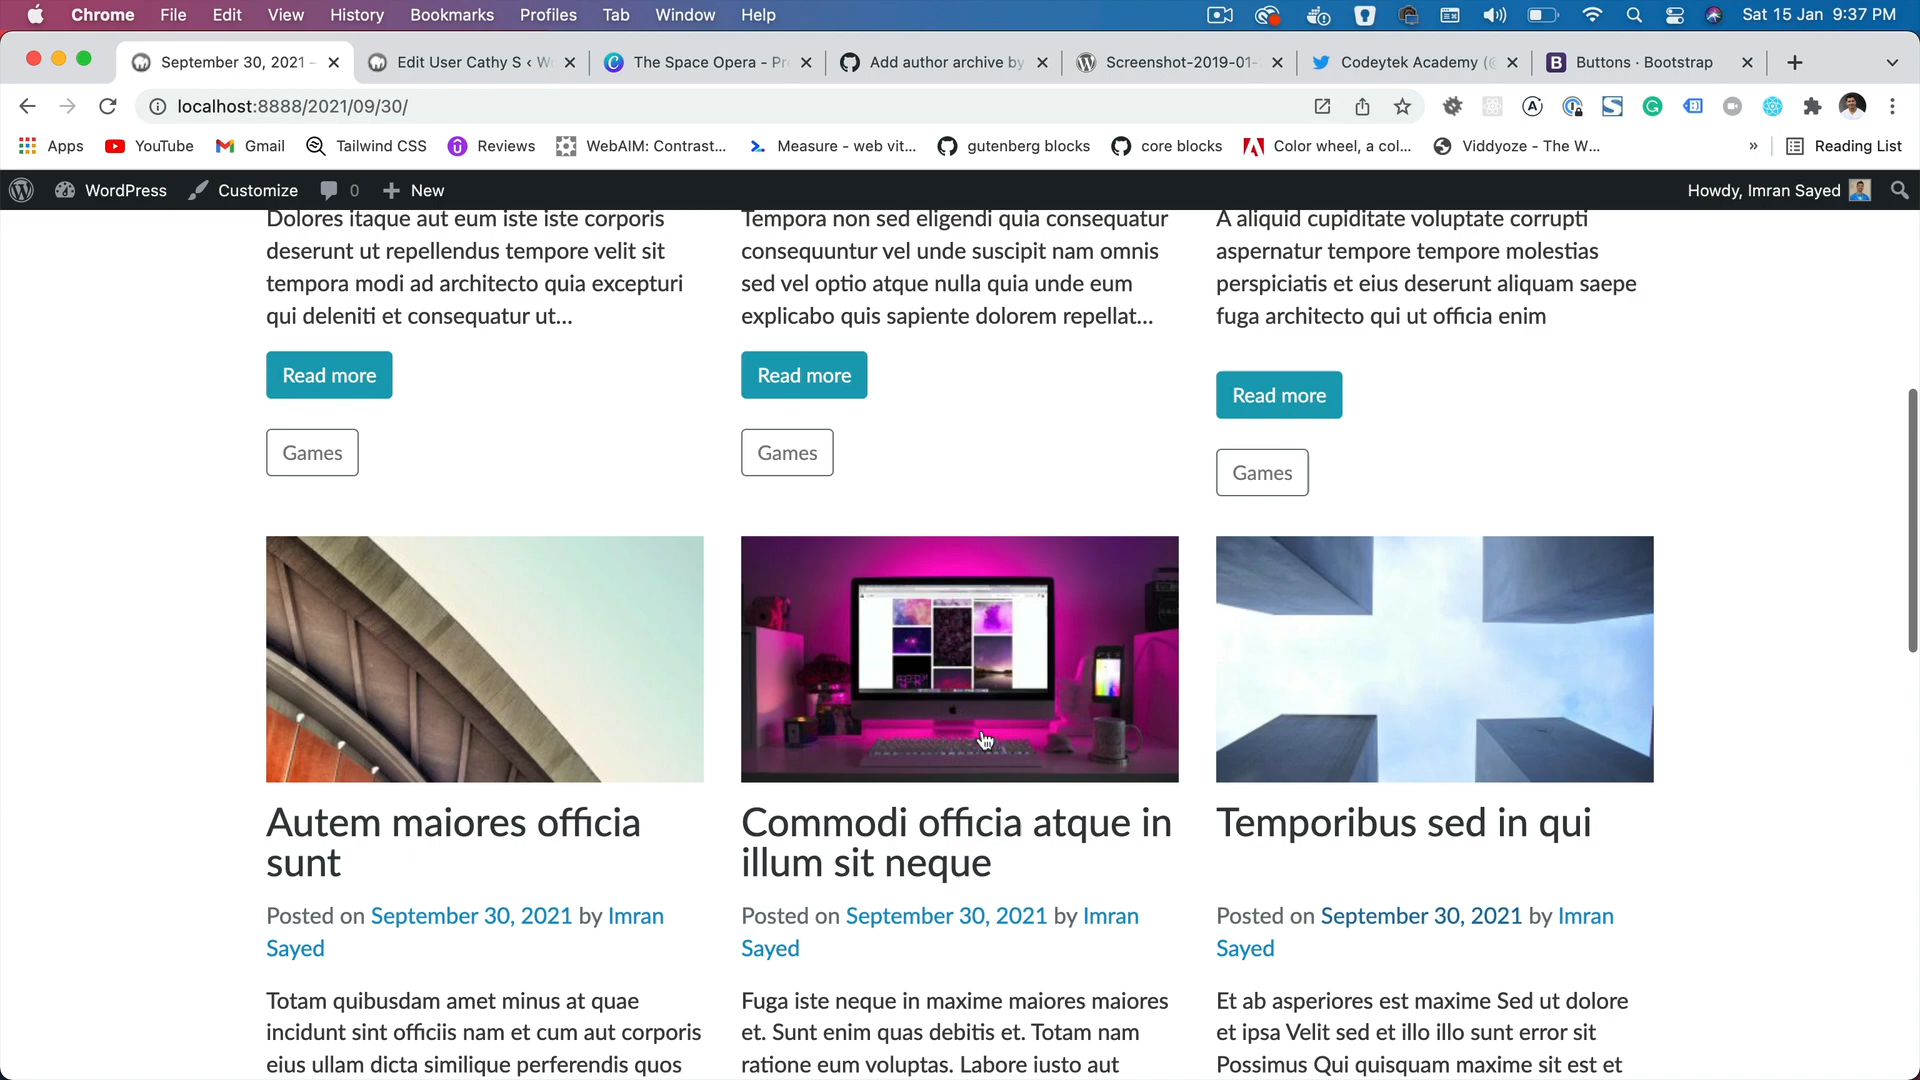 Chrome File Edit View History Bookmarks Profiles Tab Window Help Sat 15 Jan 9:37 PM
September 30, 2021 - Edit User Cathy S ‹ W The Space Opera - Pr Add author archive by Screenshot-2019-01- Codeytek Academy (@ Buttons · Bootstrap
localhost:8888/2021/09/30/
Apps YouTube Gmail Tailwind CSS Reviews WebAIM: Contrast... Measure - web vit... gutenberg blocks core blocks Color wheel, a col... Viddyoze - The W... » Reading List
WordPress Customize 0 New Howdy, Imran Sayed
Dolores itaque aut eum iste iste corporis
deserunt ut repellendus tempore velit sit
tempora modi ad architecto quia excepturi
qui deleniti et consequatur ut...
Read more
Games
Tempora non sed eligendi quia consequatur
consequuntur vel unde suscipit nam omnis
sed vel optio atque nulla quia unde eum
explicabo quis sapiente dolorem repellat...
Read more
Games
A aliquid cupiditate voluptate corrupti
aspernatur tempore tempore molestias
perspiciatis et eius deserunt aliquam saepe
fuga architecto qui ut officia enim
Read more
Games
Autem maiores officia
sunt
Posted on September 30, 2021 by Imran
Sayed
Totam quibusdam amet minus at quae
incidunt sint officiis nam et cum aut corporis
eius ullam dicta similique perferendis quos
Commodi officia atque in
illum sit neque
Posted on September 30, 2021 by Imran
Sayed
Fuga iste neque in maxime maiores maiores
et. Sunt enim quas debitis et. Totam nam
ratione eum voluptas. Labore iusto aut
Temporibus sed in qui
Posted on September 30, 2021 by Imran
Sayed
Et ab asperiores est maxime Sed ut dolore
et ipsa Velit sed et illo illo sunt error sit
Possimus Qui quisquam maxime sit est et